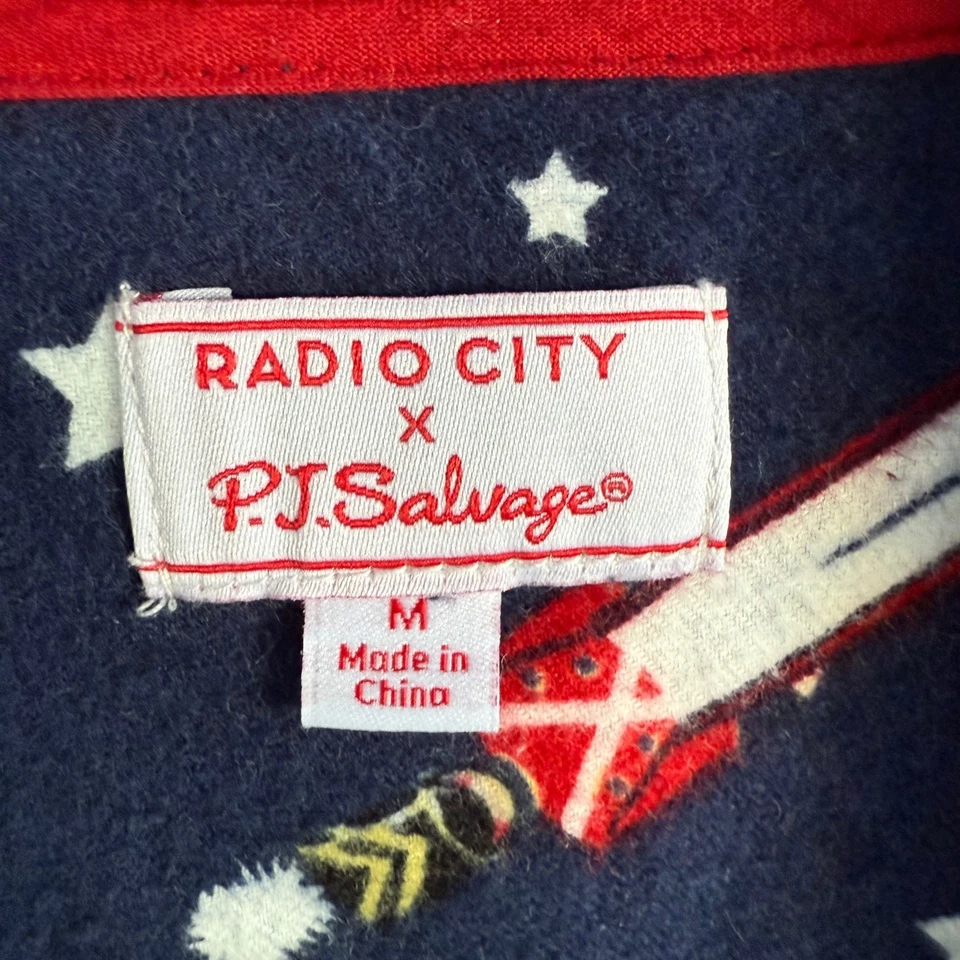 RADIO CITY
X
P.J.Salvage®
M
Made in
China